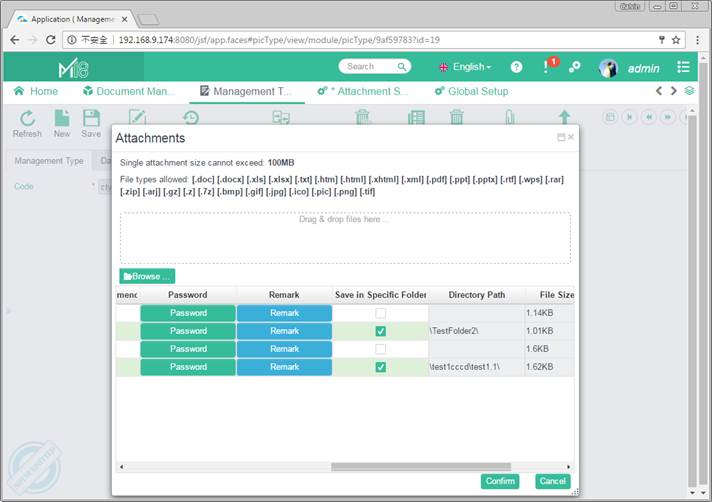 Calvin
Application ( Managemer
不安全 192.168.9.174:8080/jsf/app.faces#picType/view/module/picType/9af59783?id=19
M18
Search
English
1
admin
Home
Document Man...
Management T...
* Attachment S...
Global Setup
Refresh
New
Save
Management Type
Da
Code
*
Attachments
Single attachment size cannot exceed: 100MB
File types allowed: [.doc] [.docx] [.xls] [.xlsx] [.txt] [.htm] [.html] [.xhtml] [.xml] [.pdf] [.ppt] [.pptx] [.rtf] [.wps] [.rar]
[.zip] [.arj] [.gz] [.z] [.7z] [.bmp] [.gif] [.jpg] [.ico] [.pic] [.png] [.tif]
Drag & drop files here ...
Browse ...
mend Password Remark Save in Specific Folder Directory Path File Size
Password Remark 1.14KB
Password Remark \TestFolder2\ 1.01KB
Password Remark 1.6KB
Password Remark \test1cccd\test1.1\ 1.62KB
Confirm
Cancel